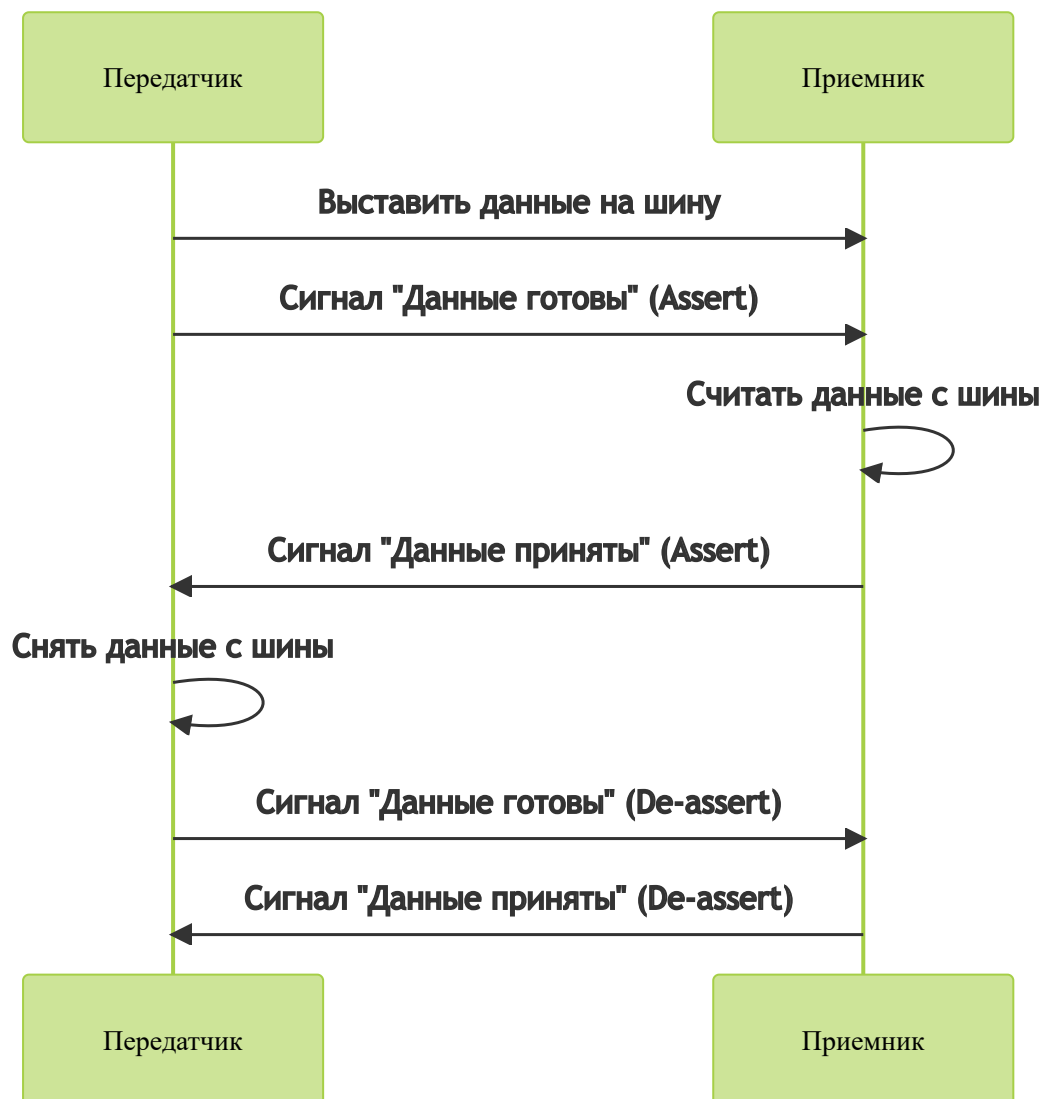 Передатчик
Приемник
Выставить данные на шину
Сигнал "Данные готовы" (Assert)
Считать данные с шины
Сигнал "Данные приняты" (Assert)
Снять данные с шины
Сигнал "Данные готовы" (De-assert)
Сигнал "Данные приняты" (De-assert)
Передатчик
Приемник